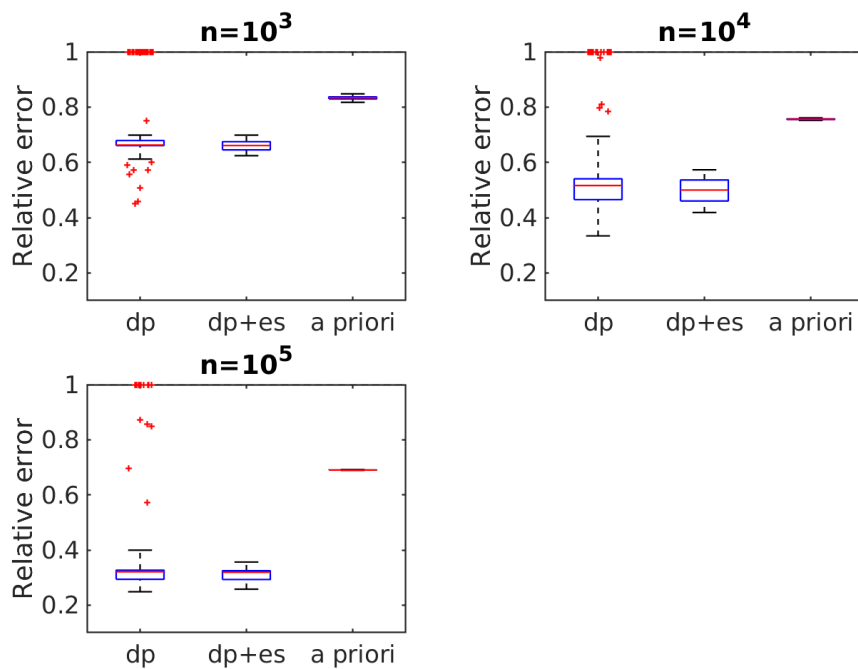 n=10³
Relative error
1
0.8
0.6
0.4
0.2
dp dp+es a priori
n=10⁴
Relative error
1
0.8
0.6
0.4
0.2
dp dp+es a priori
n=10⁵
Relative error
1
0.8
0.6
0.4
0.2
dp dp+es a priori